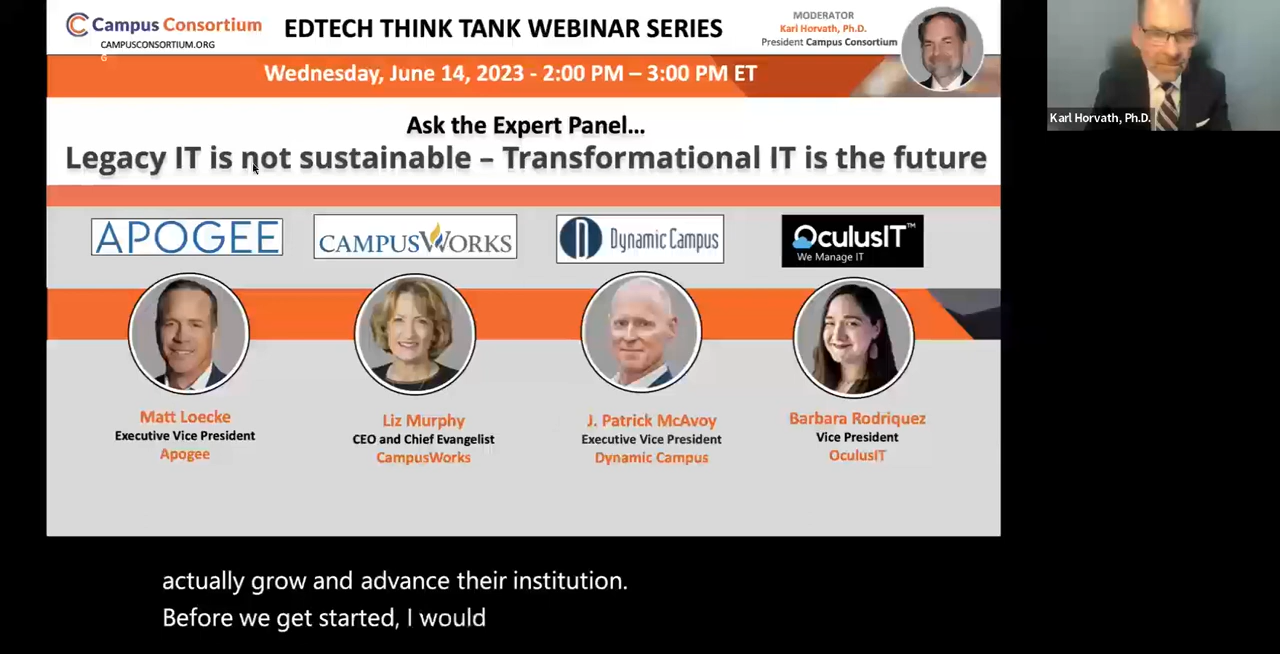 Campus Consortium
CAMPUSCONSORTIUM.ORG
6
EDTECH THINK TANK WEBINAR SERIES
MODERATOR
Karl Horvath, Ph.D.
President Campus Consortium
Wednesday, June 14, 2023 - 2:00 PM – 3:00 PM ET
Karl Horvath, Ph.D.
Ask the Expert Panel...
Legacy IT is not sustainable – Transformational IT is the future
APOGEE
CAMPUSWORKS
Dynamic Campus
OculusIT™
We Manage IT
Matt Loecke
Executive Vice President
Apogee
Liz Murphy
CEO and Chief Evangelist
CampusWorks
J. Patrick McAvoy
Executive Vice President
Dynamic Campus
Barbara Rodriquez
Vice President
OculusIT
actually grow and advance their institution.
Before we get started, I would